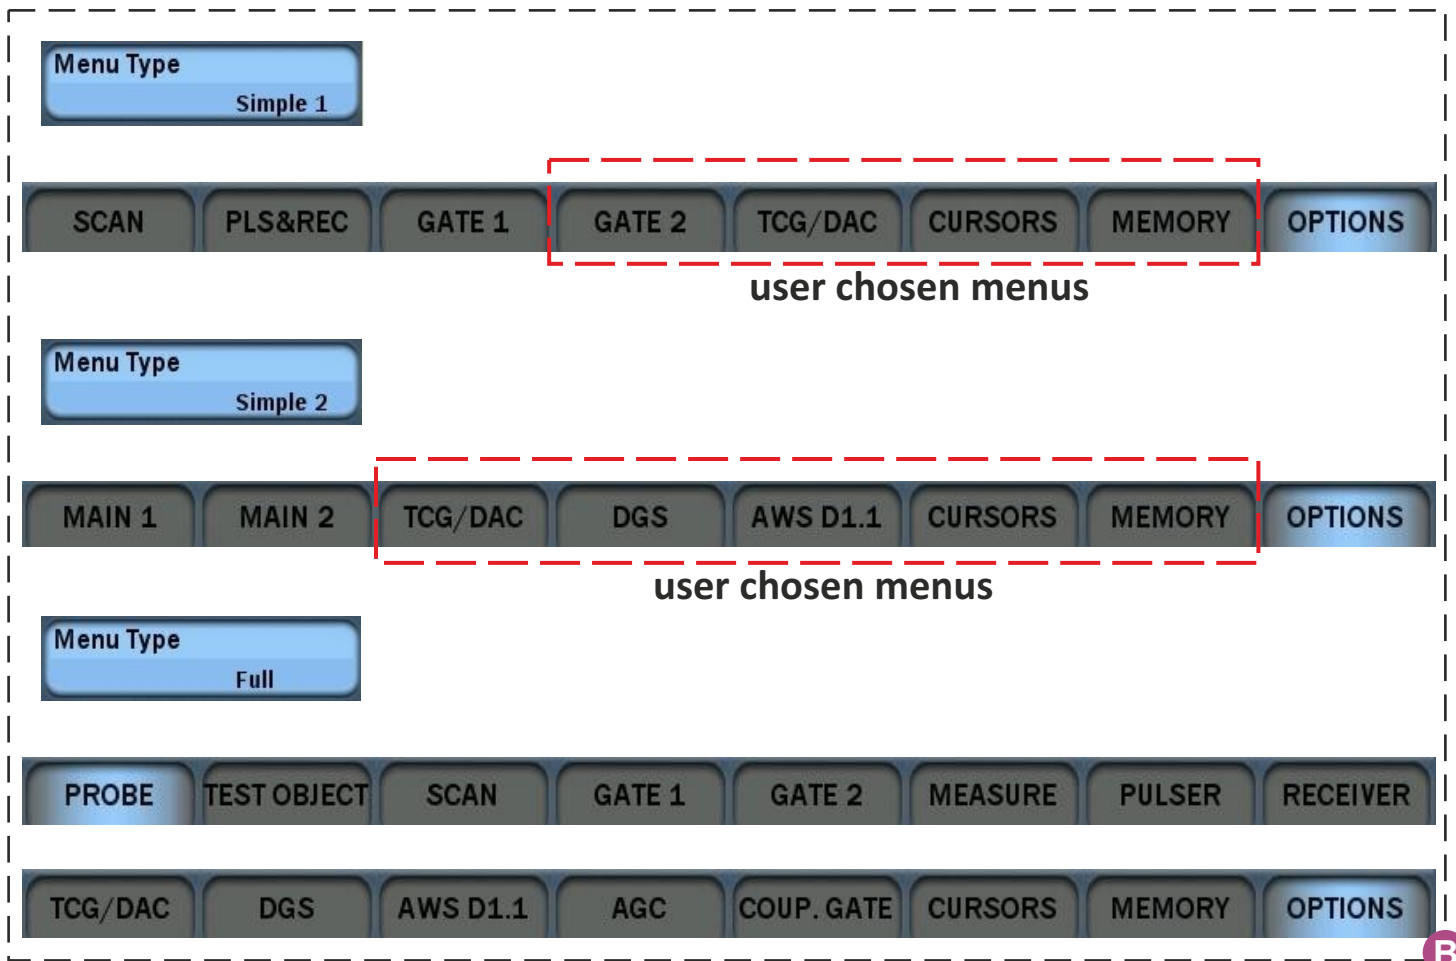 Menu Type
Simple 1
SCAN PLS&REC GATE 1 GATE 2 TCG/DAC CURSORS MEMORY OPTIONS
user chosen menus
Menu Type
Simple 2
MAIN 1 MAIN 2 TCG/DAC DGS AWS D1.1 CURSORS MEMORY OPTIONS
user chosen menus
Menu Type
Full
PROBE TEST OBJECT SCAN GATE 1 GATE 2 MEASURE PULSER RECEIVER
TCG/DAC DGS AWS D1.1 AGC COUP. GATE CURSORS MEMORY OPTIONS